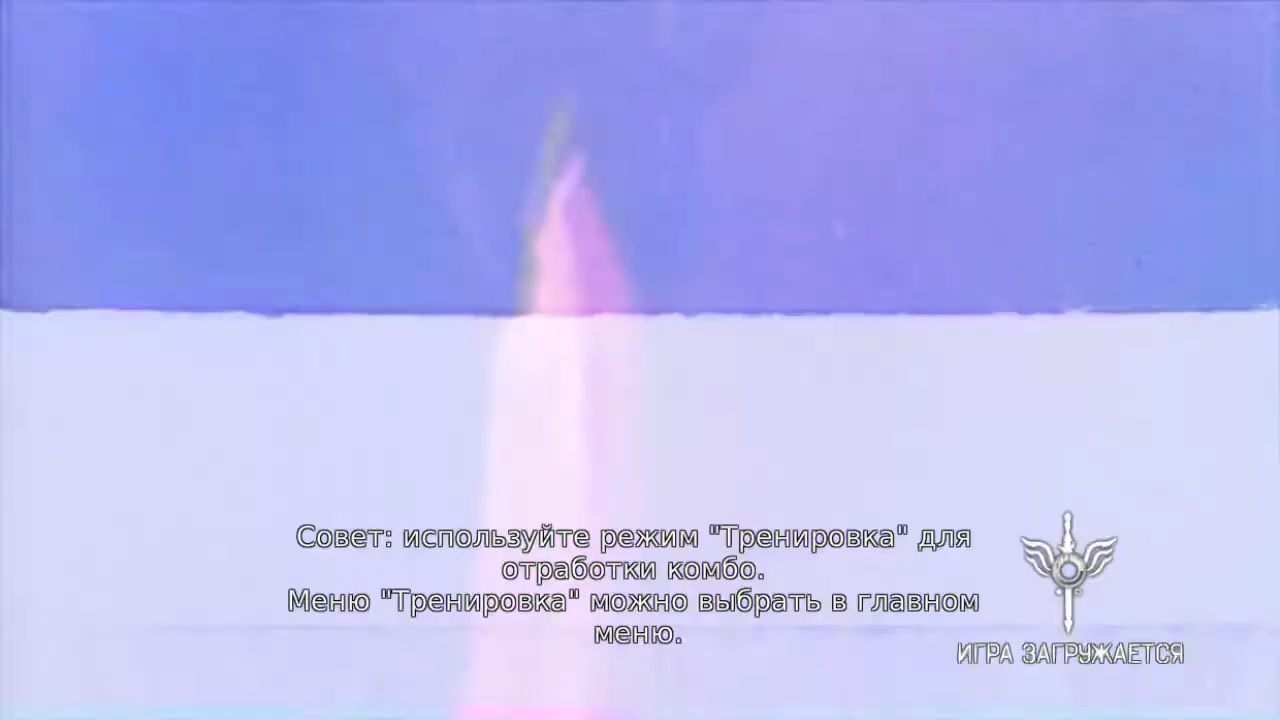 Совет: используйте режим "Тренировка" для
отработки комбо.
Меню "Тренировка" можно выбрать в главном
меню.
ИГРА ЗАГРУЖАЕТСЯ